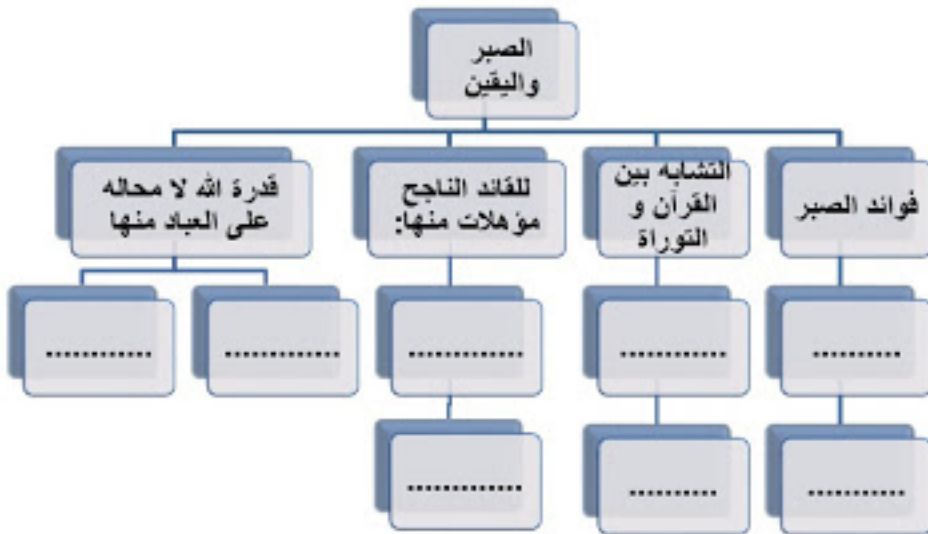 الصبر
واليقين
فوائد الصبر
التشابه بين
القرآن و
التوراة
للقائد الناجح
مؤهلات منها:
قدرة الله لا محاله
على العباد منها
..........
............
.............
.............
............
...........
..........
.............